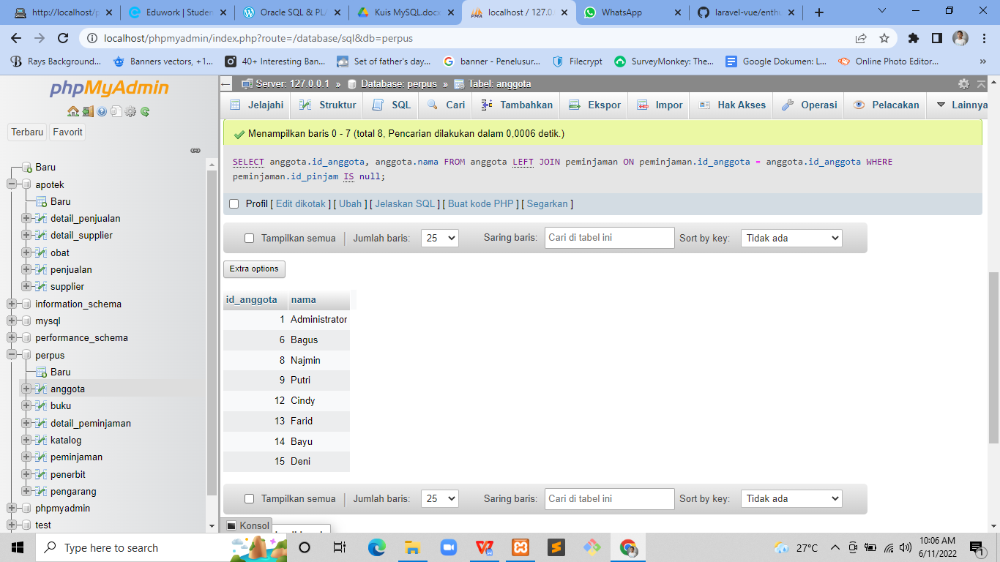 http://localhost/p
Eduwork | Studen
Oracle SQL & PL/
Kuis MySQL.docx
localhost / 127.0.
WhatsApp
laravel-vue/enthu
localhost/phpmyadmin/index.php?route=/database/sql&db=perpus
Rays Background...
Banners vectors, +1...
40+ Interesting Ban...
Set of father's day...
banner - Penelusur...
Filecrypt
SurveyMonkey: The...
Google Dokumen: L...
Online Photo Editor...
»
phpMyAdmin
Terbaru
Favorit
Baru
apotek
Baru
detail_penjualan
detail_supplier
obat
penjualan
supplier
information_schema
mysql
performance_schema
perpus
Baru
anggota
buku
detail_peminjaman
katalog
peminjaman
penerbit
pengarang
phpmyadmin
test
Server: 127.0.0.1 » Database: perpus » Tabel: anggota
Jelajahi
Struktur
SQL
Cari
Tambahkan
Ekspor
Impor
Hak Akses
Operasi
Pelacakan
Lainnya
Menampilkan baris 0 - 7 (total 8, Pencarian dilakukan dalam 0,0006 detik.)
SELECT anggota.id_anggota, anggota.nama FROM anggota LEFT JOIN peminjaman ON peminjaman.id_anggota = anggota.id_anggota WHERE
peminjaman.id_pinjam IS null;
Profil [ Edit dikotak ] [ Ubah ] [ Jelaskan SQL ] [ Buat kode PHP ] [ Segarkan ]
Tampilkan semua | Jumlah baris: 25 Saring baris: Cari di tabel ini Sort by key: Tidak ada
Extra options
id_anggota nama
1 Administrator
6 Bagus
8 Najmin
9 Putri
12 Cindy
13 Farid
14 Bayu
15 Deni
Tampilkan semua | Jumlah baris: 25 Saring baris: Cari di tabel ini Sort by key: Tidak ada
Konsol
Type here to search
27°C
10:06 AM
6/11/2022
1